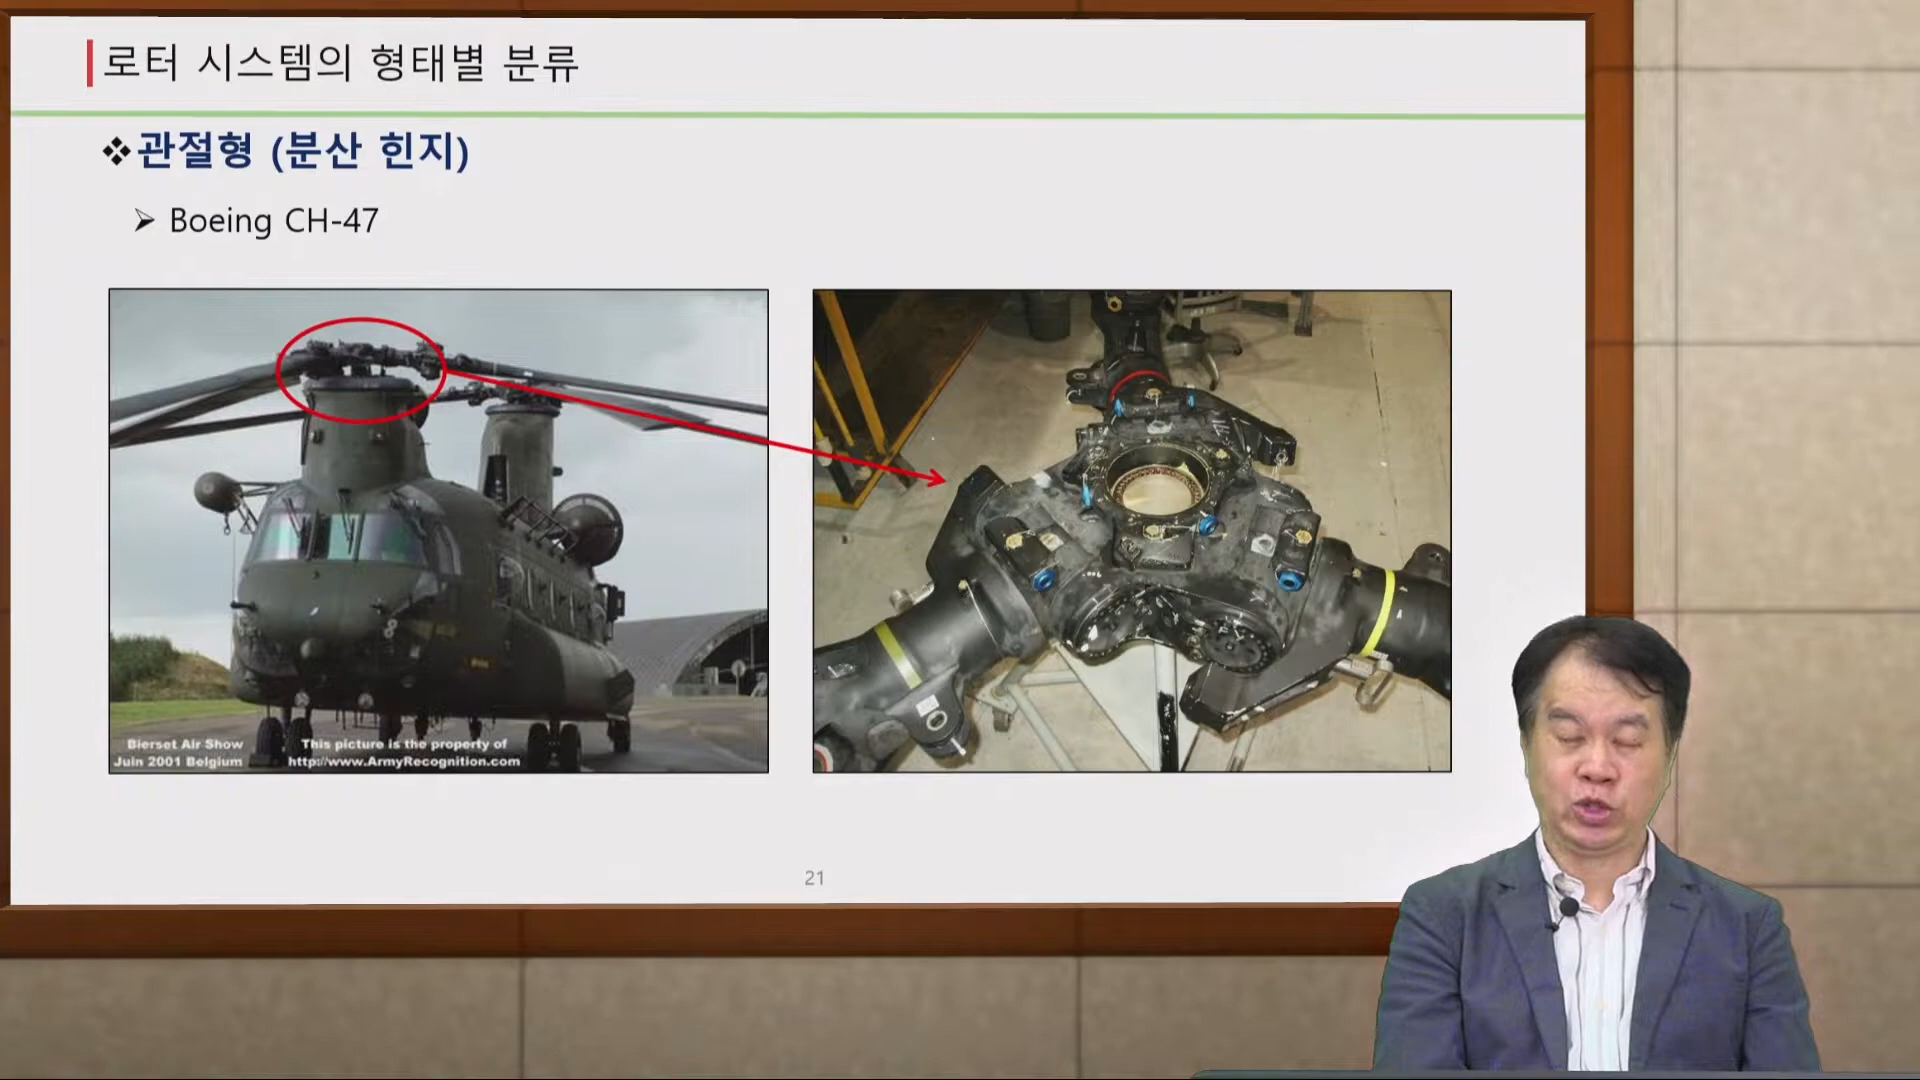 로터 시스템의 형태별 분류
❖관절형 (분산 힌지)
➢ Boeing CH-47
Bierset Air Show
Juin 2001 Belgium
This picture is the property of
http://www.ArmyRecognition.com
21